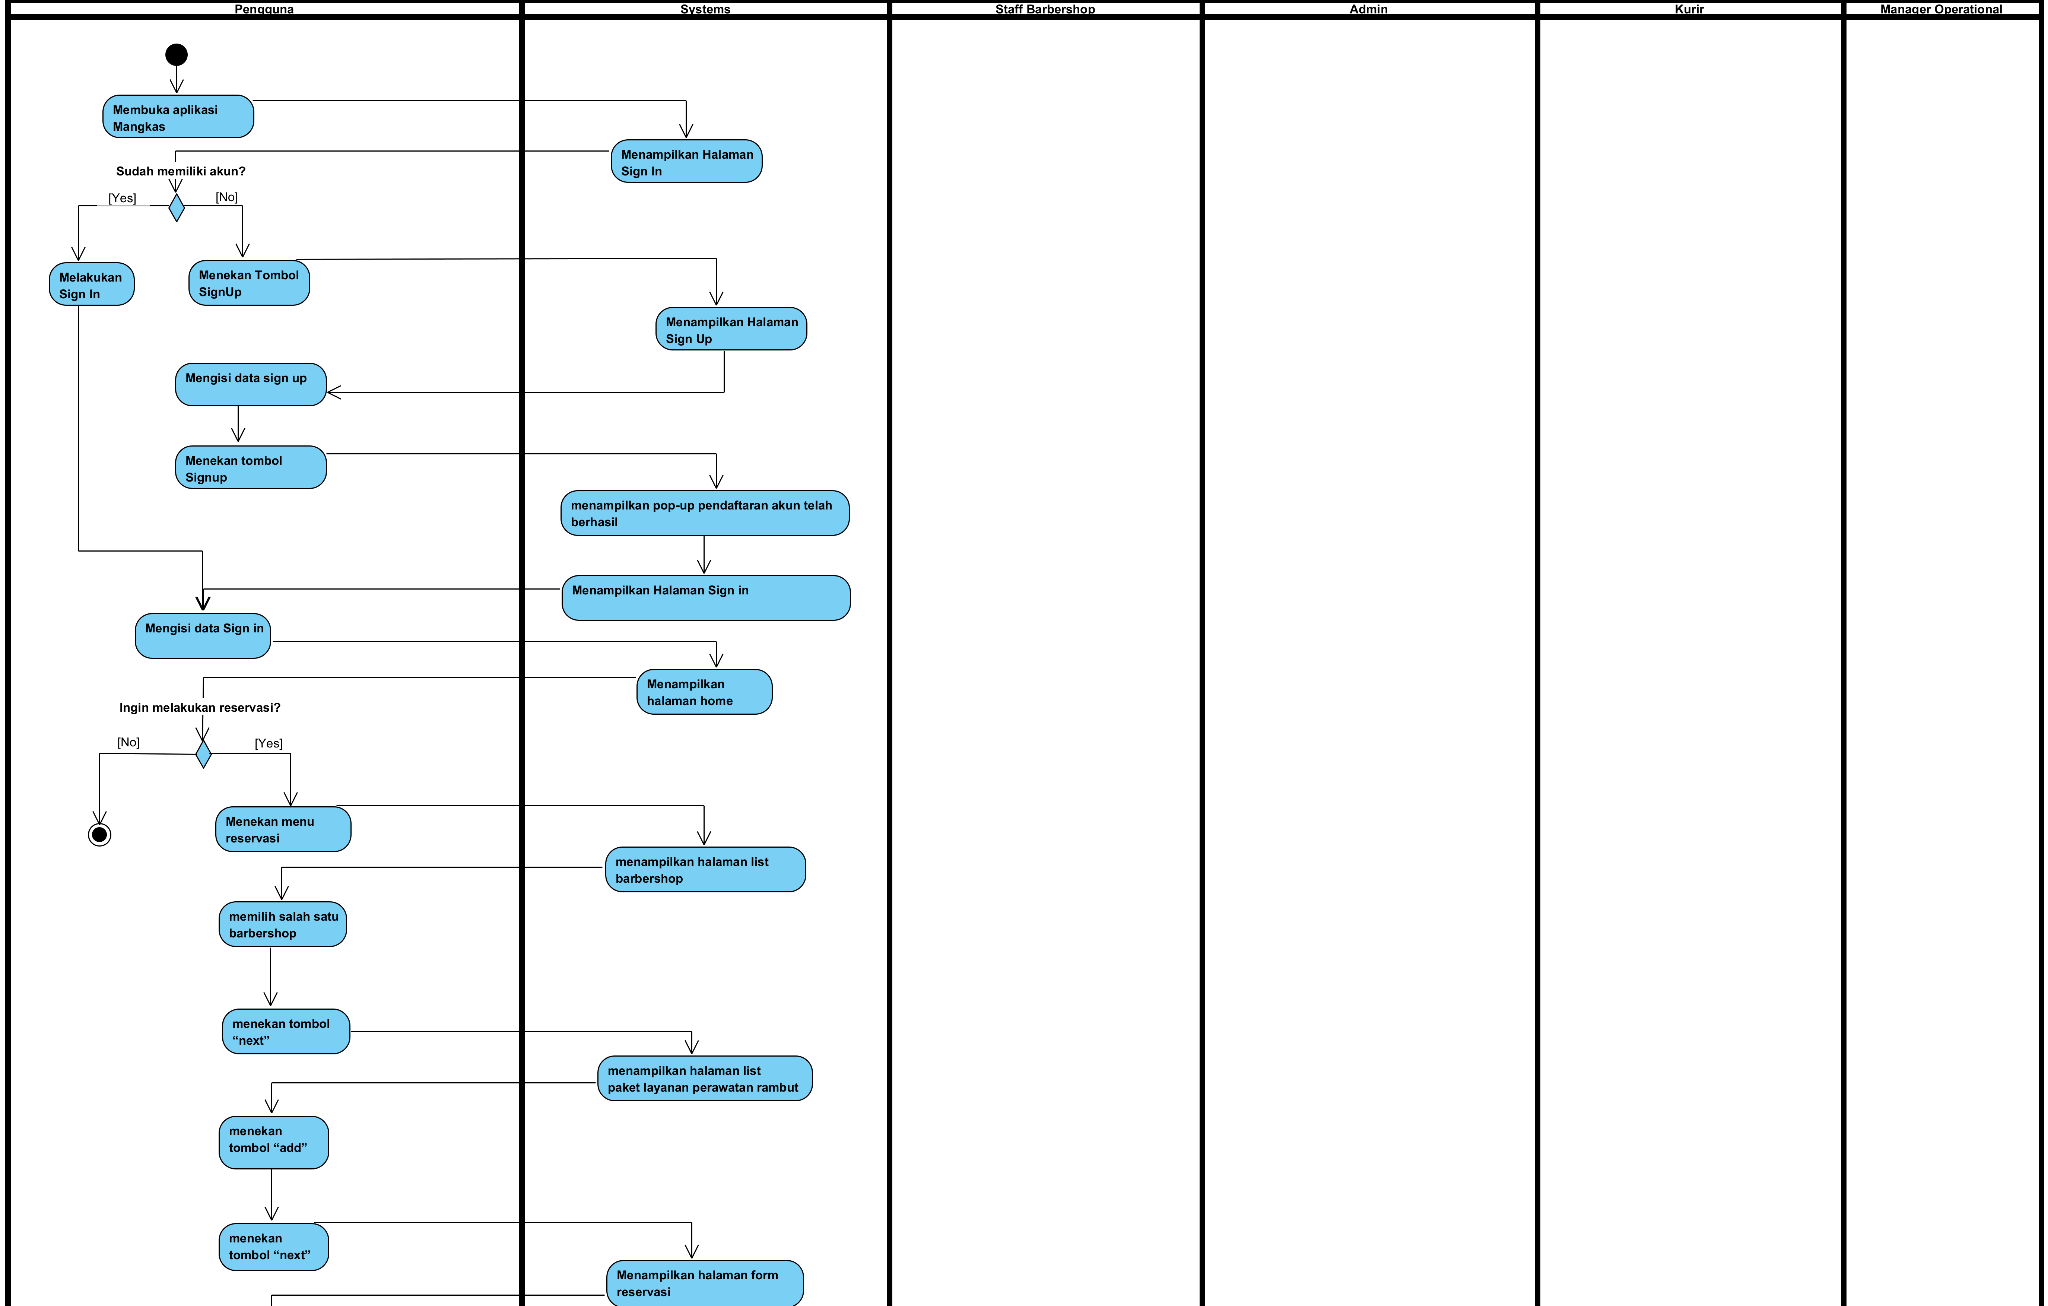 Pengguna
Systems
Staff Barbershop
Admin
Kurir
Manager Operational
Membuka aplikasi
Mangkas
Menampilkan Halaman
Sign In
Sudah memiliki akun?
[Yes]
[No]
Melakukan
Sign In
Menekan Tombol
SignUp
Menampilkan Halaman
Sign Up
Mengisi data sign up
Menekan tombol
Signup
menampilkan pop-up pendaftaran akun telah
berhasil
Menampilkan Halaman Sign in
Mengisi data Sign in
Menampilkan
halaman home
Ingin melakukan reservasi?
[No]
[Yes]
Menekan menu
reservasi
menampilkan halaman list
barbershop
memilih salah satu
barbershop
menekan tombol
“next”
menampilkan halaman list
paket layanan perawatan rambut
menekan
tombol “add”
menekan
tombol “next”
Menampilkan halaman form
reservasi